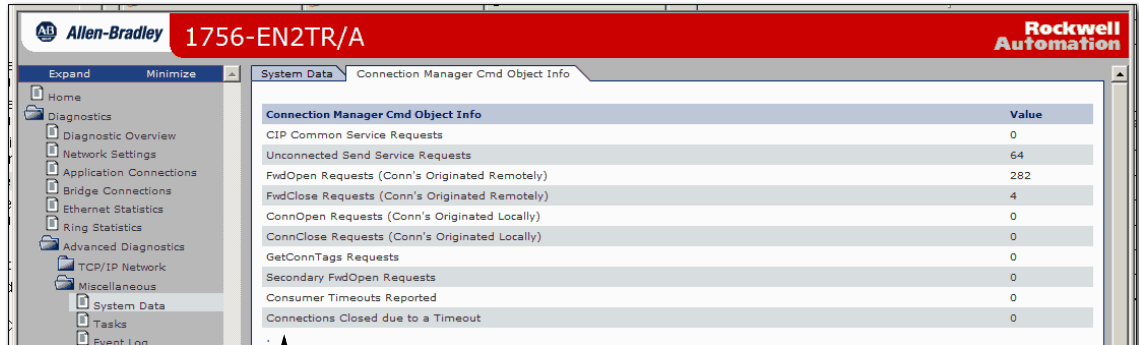 Allen-Bradley 1756-EN2TR/A Rockwell Automation
Expand Minimize
Home
Diagnostics
Diagnostic Overview
Network Settings
Application Connections
Bridge Connections
Ethernet Statistics
Ring Statistics
Advanced Diagnostics
TCP/IP Network
Miscellaneous
System Data
Tasks
Event Log
System Data Connection Manager Cmd Object Info
Connection Manager Cmd Object Info Value
CIP Common Service Requests 0
Unconnected Send Service Requests 64
FwdOpen Requests (Conn's Originated Remotely) 282
FwdClose Requests (Conn's Originated Remotely) 4
ConnOpen Requests (Conn's Originated Locally) 0
ConnClose Requests (Conn's Originated Locally) 0
GetConnTags Requests 0
Secondary FwdOpen Requests 0
Consumer Timeouts Reported 0
Connections Closed due to a Timeout 0